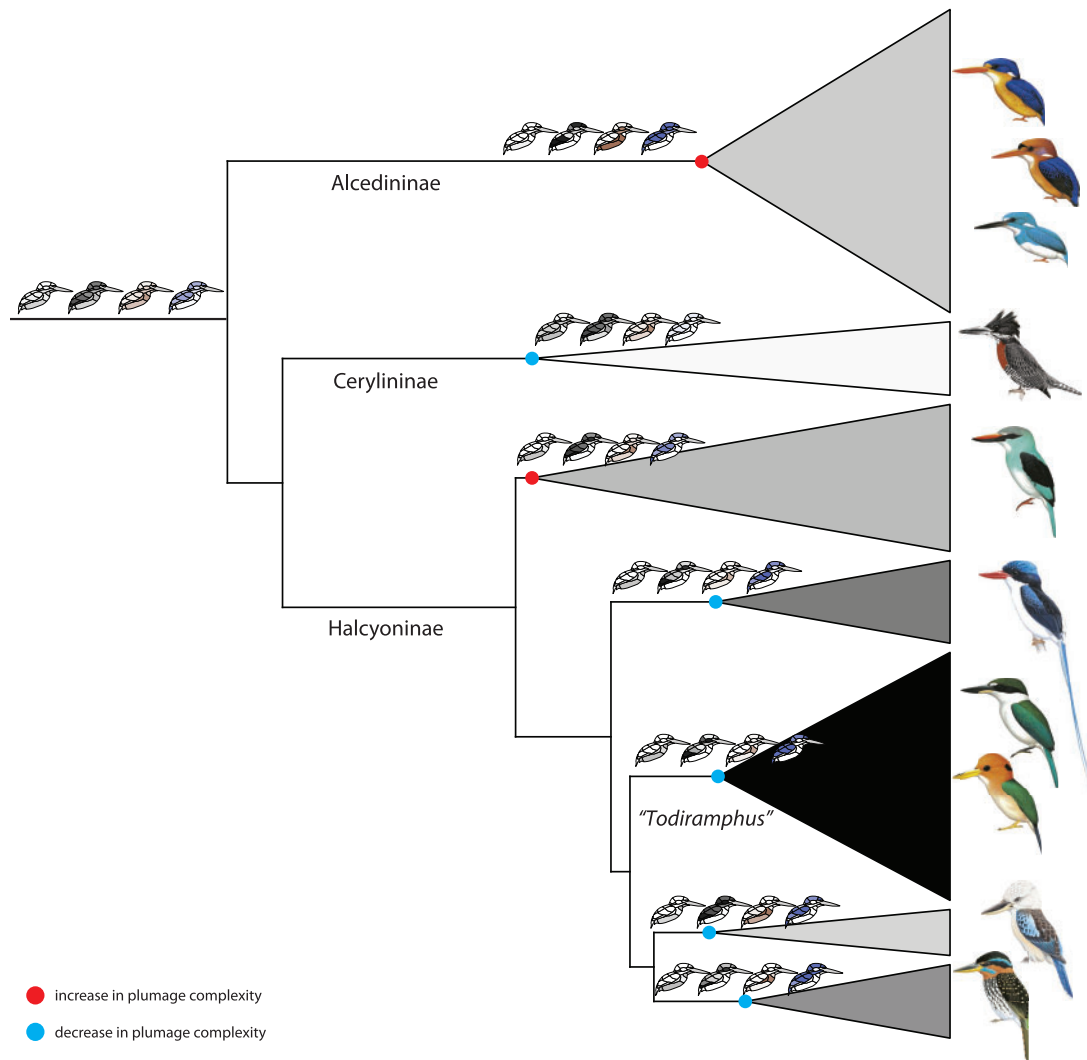 Alcedininae
Cerylininae
Halcyoninae
“Todiramphus”
increase in plumage complexity
decrease in plumage complexity